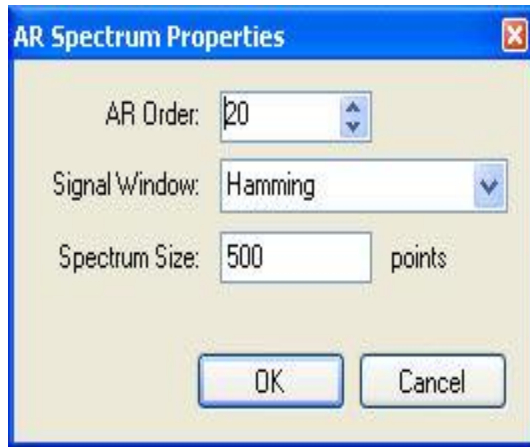 AR Spectrum Properties
AR Order: 20
Signal Window: Hamming
Spectrum Size: 500 points
OK Cancel